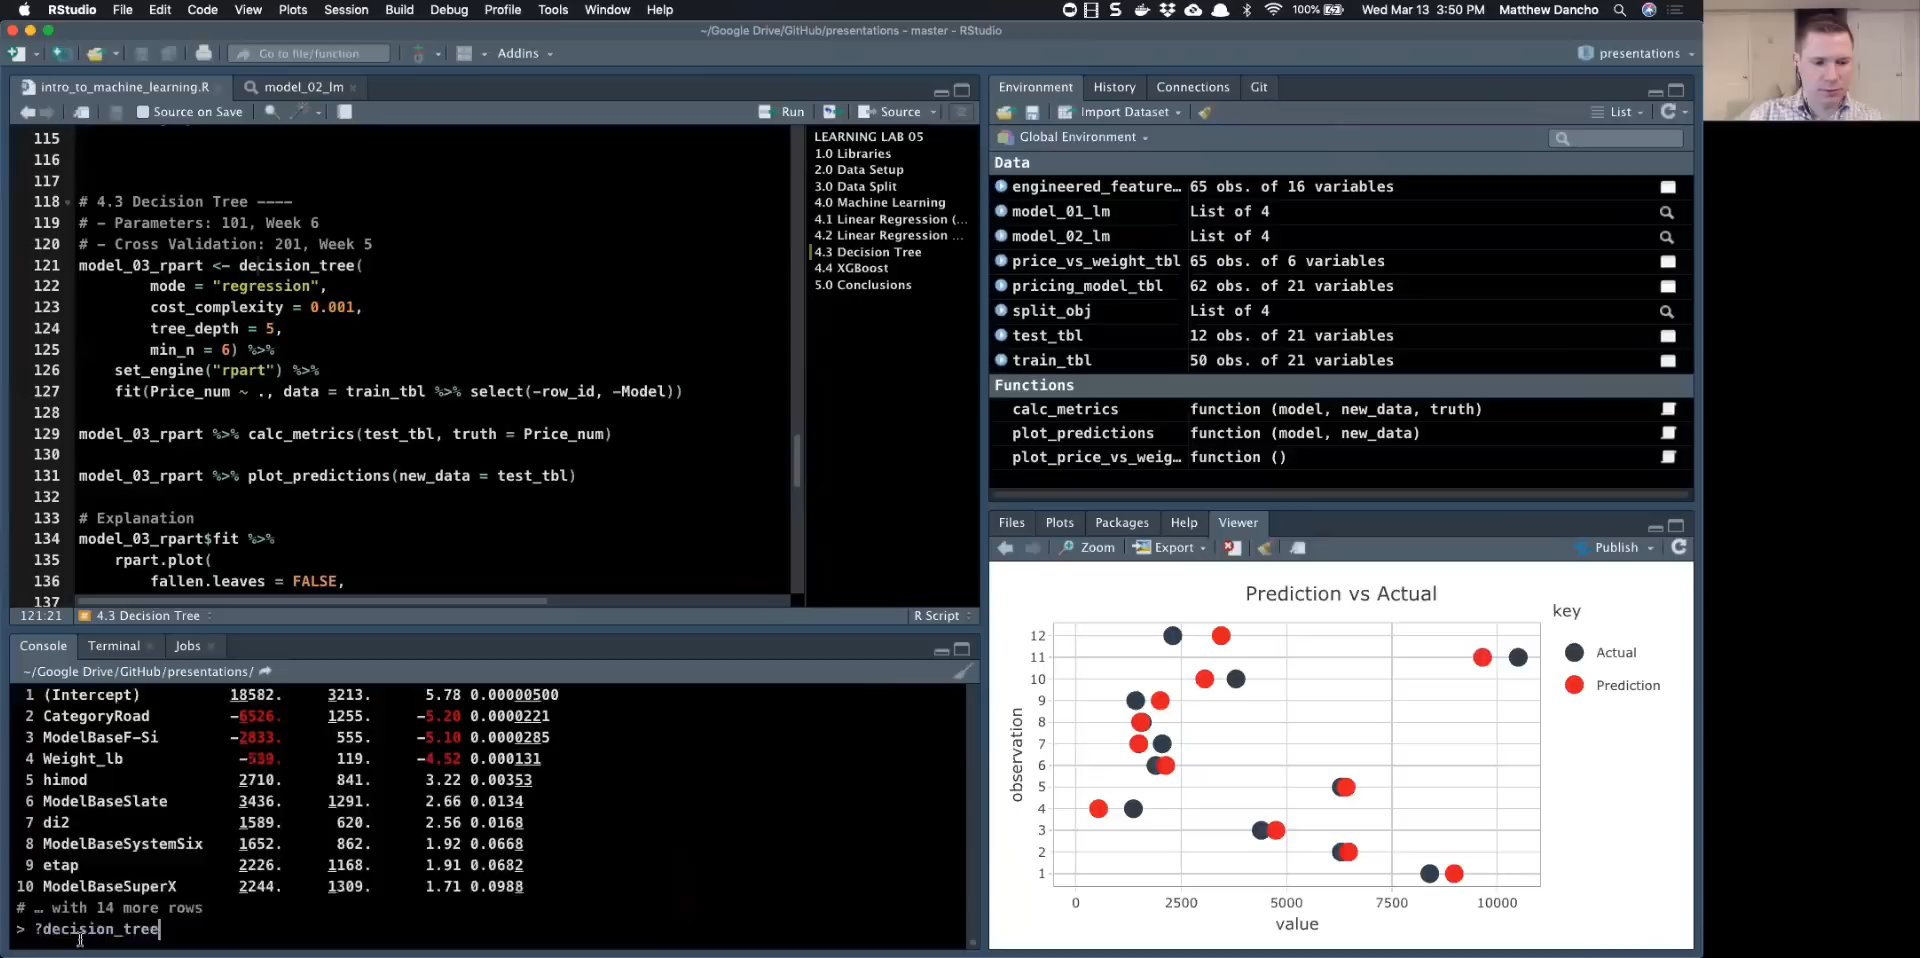 RStudio File Edit Code View Plots Session Build Debug Profile Tools Window Help 100% Wed Mar 13 3:50 PM Matthew Dancho
~/Google Drive/GitHub/presentations - master - RStudio
Go to file/function Addins presentations
intro_to_machine_learning.R model_02_lm
Source on Save Run Source
115
116
117
118 # 4.3 Decision Tree ----
119 # - Parameters: 101, Week 6
120 # - Cross Validation: 201, Week 5
121 model_03_rpart <- decision_tree(
122 mode = "regression",
123 cost_complexity = 0.001,
124 tree_depth = 5,
125 min_n = 6) %>%
126 set_engine("rpart") %>%
127 fit(Price_num ~ ., data = train_tbl %>% select(-row_id, -Model))
128
129 model_03_rpart %>% calc_metrics(test_tbl, truth = Price_num)
130
131 model_03_rpart %>% plot_predictions(new_data = test_tbl)
132
133 # Explanation
134 model_03_rpart$fit %>%
135 rpart.plot(
136 fallen.leaves = FALSE,
137
121:21 4.3 Decision Tree R Script
LEARNING LAB 05
1.0 Libraries
2.0 Data Setup
3.0 Data Split
4.0 Machine Learning
4.1 Linear Regression (...
4.2 Linear Regression ...
4.3 Decision Tree
4.4 XGBoost
5.0 Conclusions
Console Terminal Jobs
~/Google Drive/GitHub/presentations/
1 (Intercept) 18582. 3213. 5.78 0.00000500
2 CategoryRoad -6526. 1255. -5.20 0.0000221
3 ModelBaseF-Si -2833. 555. -5.10 0.0000285
4 Weight_lb -539. 119. -4.52 0.000131
5 himod 2710. 841. 3.22 0.00353
6 ModelBaseSlate 3436. 1291. 2.66 0.0134
7 di2 1589. 620. 2.56 0.0168
8 ModelBaseSystemSix 1652. 862. 1.92 0.0668
9 etap 2226. 1168. 1.91 0.0682
10 ModelBaseSuperX 2244. 1309. 1.71 0.0988
# … with 14 more rows
> ?decision_tree
Environment History Connections Git
Import Dataset List
Global Environment
Data
engineered_feature… 65 obs. of 16 variables
model_01_lm List of 4
model_02_lm List of 4
price_vs_weight_tbl 65 obs. of 6 variables
pricing_model_tbl 62 obs. of 21 variables
split_obj List of 4
test_tbl 12 obs. of 21 variables
train_tbl 50 obs. of 21 variables
Functions
calc_metrics function (model, new_data, truth)
plot_predictions function (model, new_data)
plot_price_vs_weig… function ()
Files Plots Packages Help Viewer
Zoom Export Publish
Prediction vs Actual
key
Actual
Prediction
observation
12
11
10
9
8
7
6
5
4
3
2
1
0 2500 5000 7500 10000
value